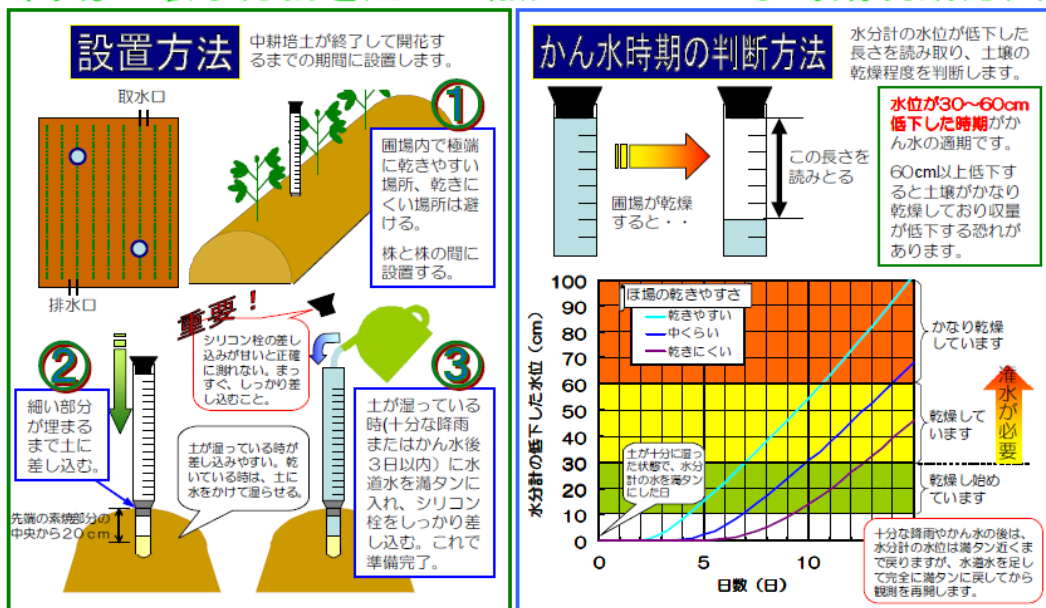 設置方法
中耕培土が終了して開花す
るまでの期間に設置します。
取水口
排水口
①
圃場内で極端
に乾きやすい
場所、乾きに
くい場所は避
ける。
株と株の間に
設置する。
重要！
シリコン栓の差し
込みが甘いと正確
に測れない。まっ
すぐ、しっかり差
し込むこと。
②
細い部分
が埋まる
まで土に
差し込む。
土が湿っている時が
差し込みやすい。乾
いている時は、土に
水をかけて湿らせる。
先端の素焼部分の
中央から20cm
③
土が湿っている
時(十分な降雨
またはかん水後
3日以内）に水
道水を満タンに
入れ、シリコン
栓をしっかり差
し込む。これで
準備完了。
かん水時期の判断方法
水分計の水位が低下した
長さを読み取り、土壌の
乾燥程度を判断します。
圃場が乾燥
すると・・
この長さを
読みとる
水位が30～60cm
低下した時期がか
ん水の適期です。
60cm以上低下す
ると土壌がかなり
乾燥しており収量
が低下する恐れが
あります。
水分計の低下した水位（cm）
100
90
80
70
60
50
40
30
20
10
0
0
5
10
日数（日）
ほ場の乾きやすさ
乾きやすい
中くらい
乾きにくい
土が十分に湿っ
た状態で、水分
計の水を満タン
にした日
かなり乾燥
しています
乾燥して
います
乾燥し始め
ています
灌水が必要
十分な降雨やかん水の後は、
水分計の水位は満タン近くま
で戻りますが、水道水を足し
て完全に満タンに戻してから
観測を再開します。